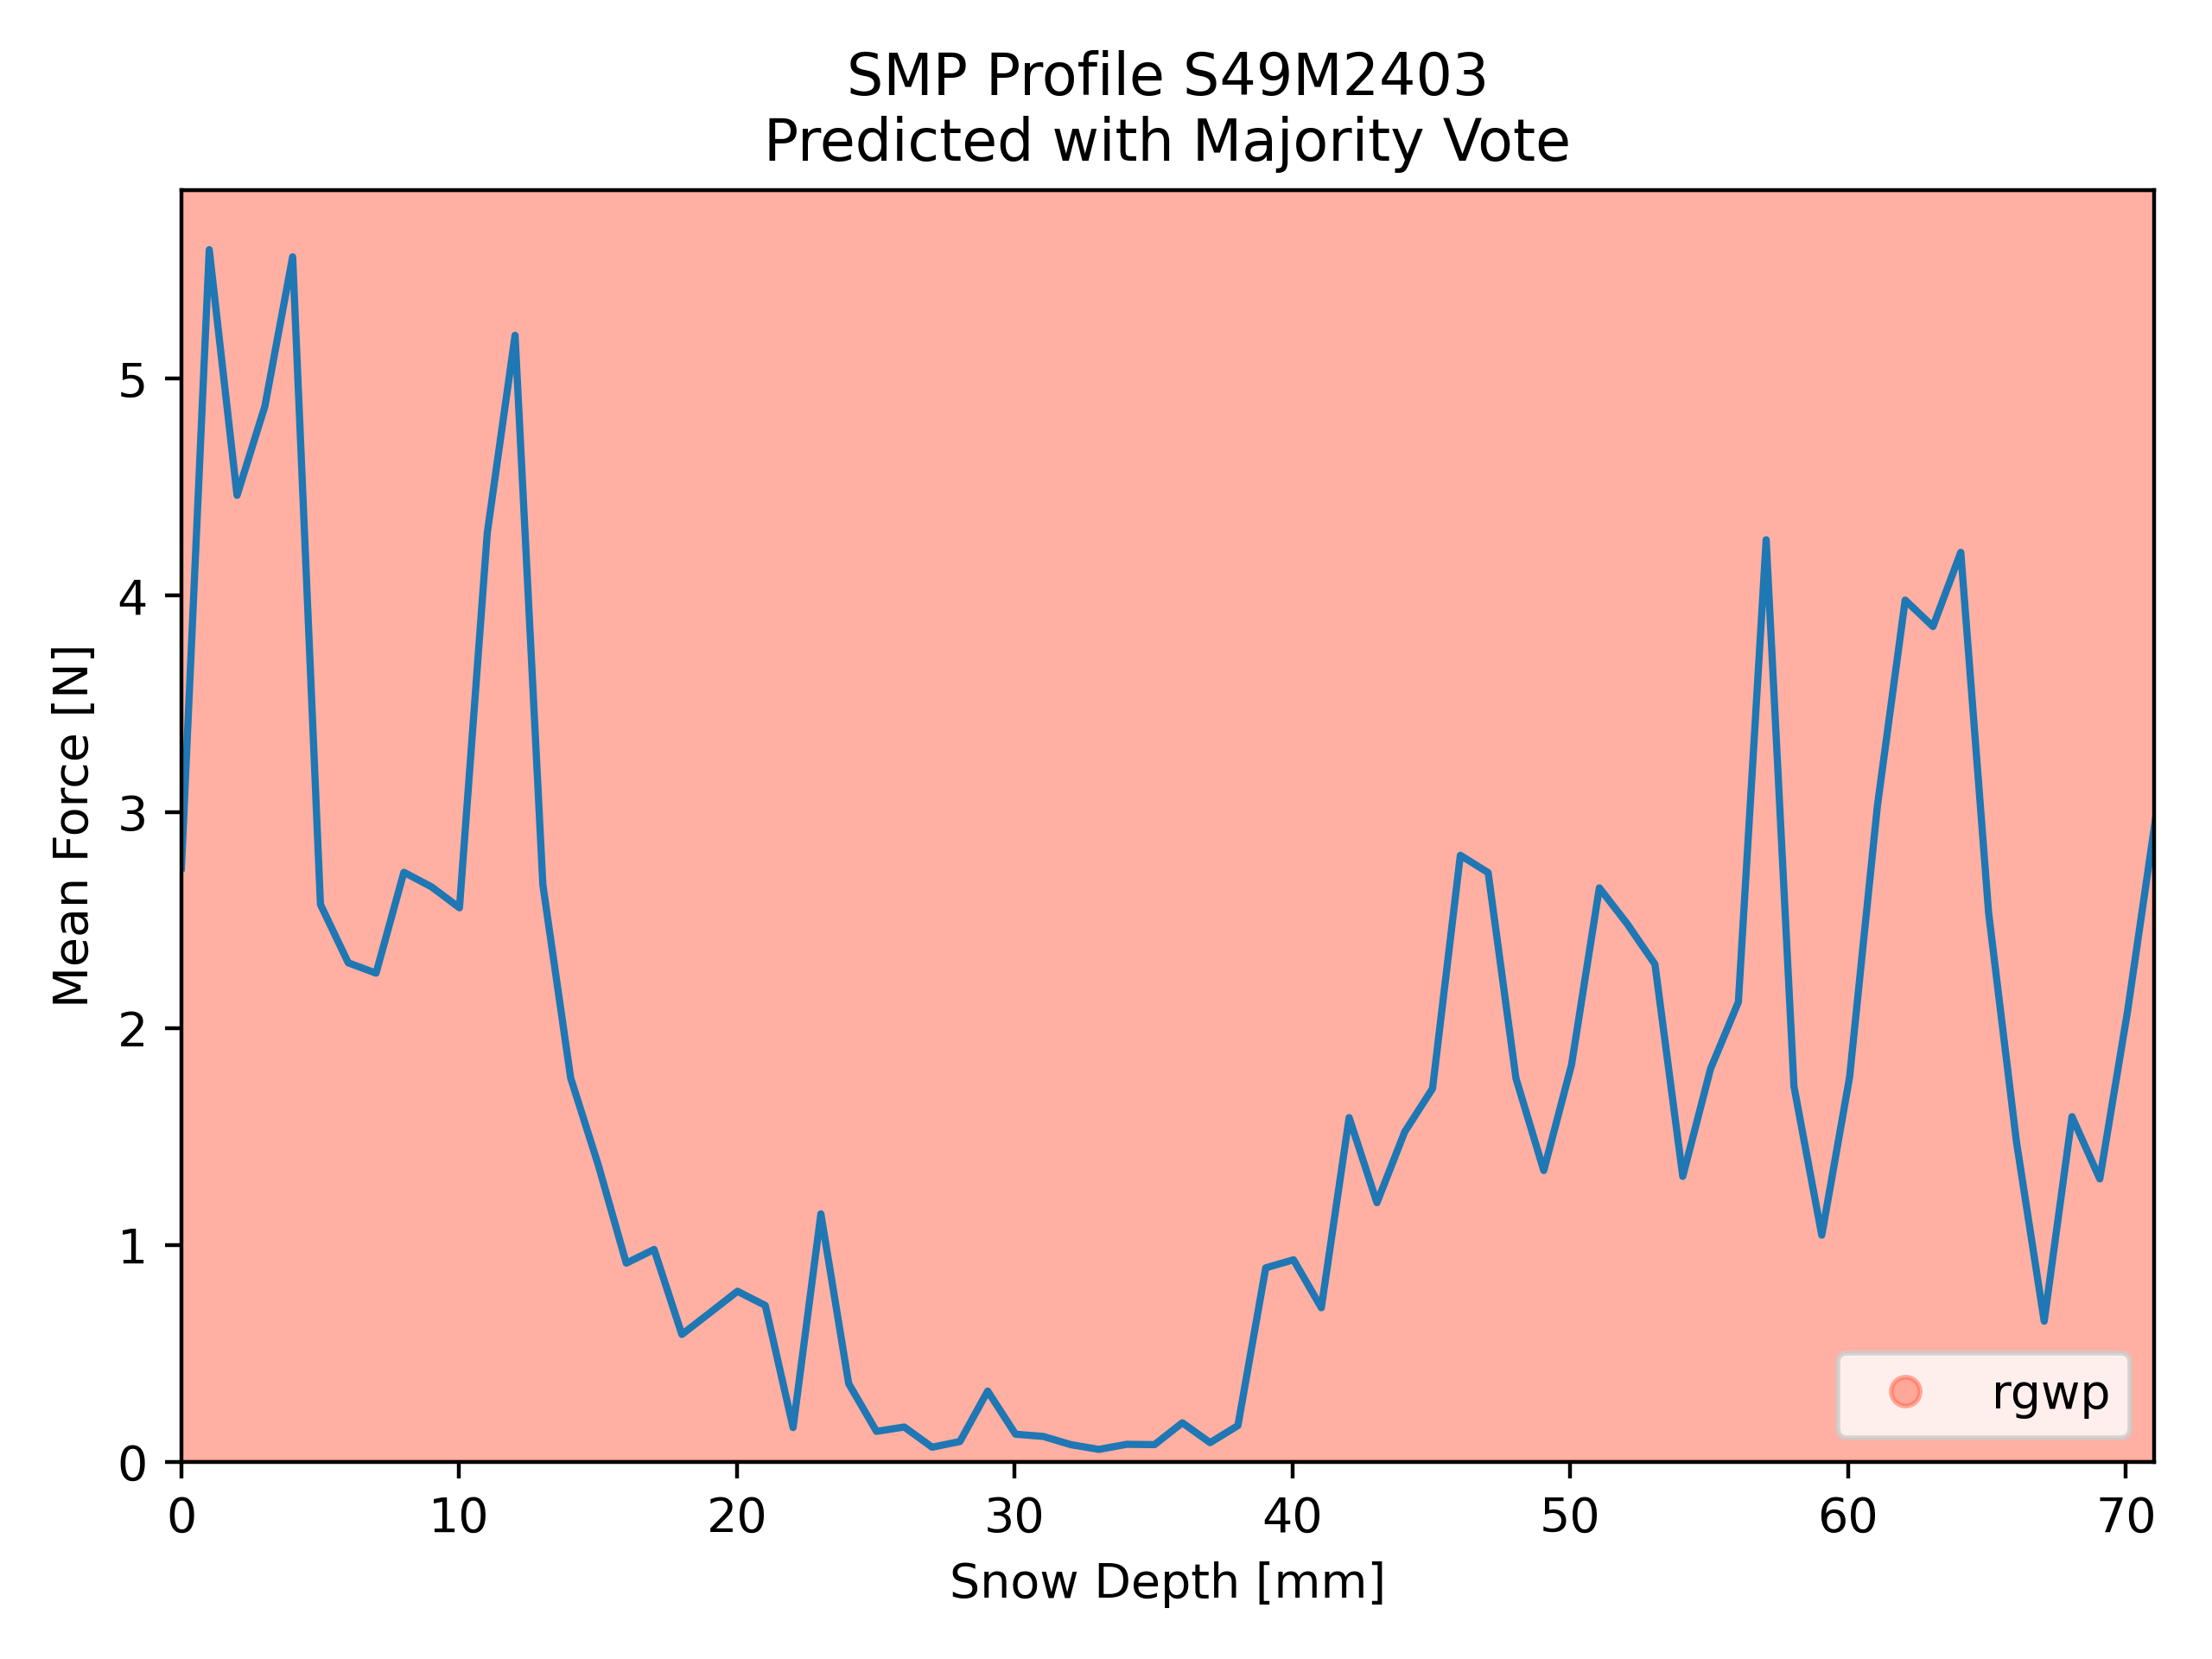 SMP Profile S49M2403
Predicted with Majority Vote
Mean Force [N]
5
4
3
2
1
0
rgwp
0 10 20 30 40 50 60 70
Snow Depth [mm]